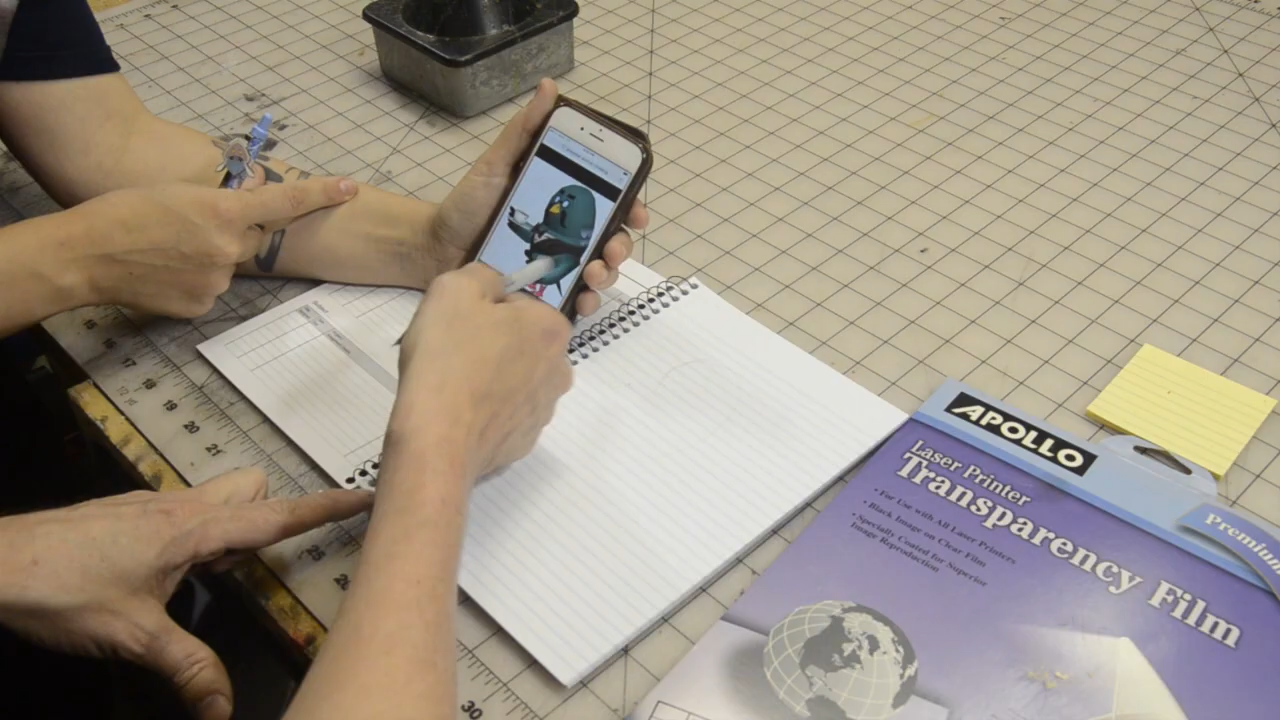 APOLLO
Laser Printer
Transparency Film
• For Use with All Laser Printers
• Black Image on Clear Film
• Specially Coated for Superior
Image Reproduction
Premium
16
17
18
19
20
21
25
30